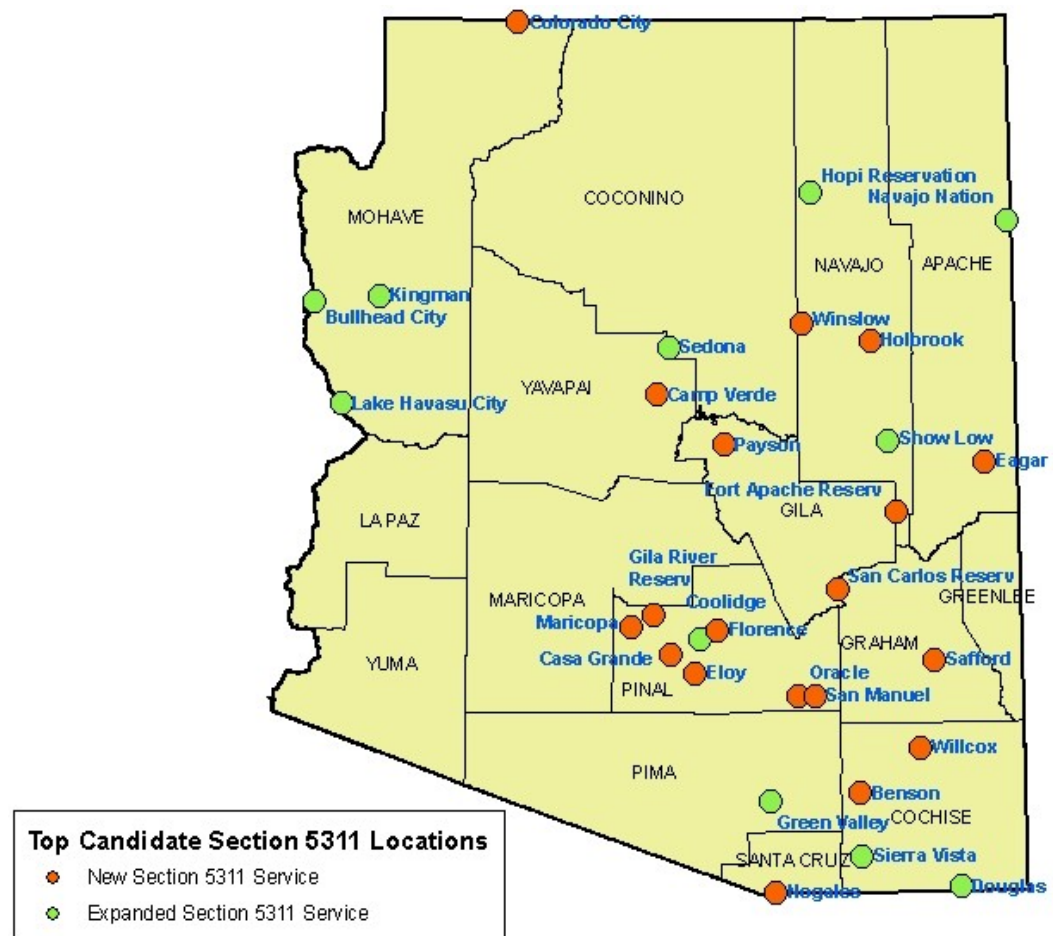 Colorado City
Hopi Reservation
Navajo Nation
COCONINO
MOHAVE
NAVAJO
APACHE
Kingman
Bullhead City
Winslow
Holbrook
Sedona
YAVAPAI
Camp Verde
Lake Havasu City
Payson
Show Low
Eagar
Fort Apache Reserv
GILA
LA PAZ
Gila River
Reserv
San Carlos Reserv
GREENLEE
MARICOPA
Coolidge
Maricopa
Florence
GRAHAM
Casa Grande
Safford
YUMA
Eloy
Oracle
PINAL
San Manuel
Willcox
PIMA
Benson
COCHISE
Green Valley
SANTA CRUZ
Sierra Vista
Nogales
Douglas
Top Candidate Section 5311 Locations
New Section 5311 Service
Expanded Section 5311 Service